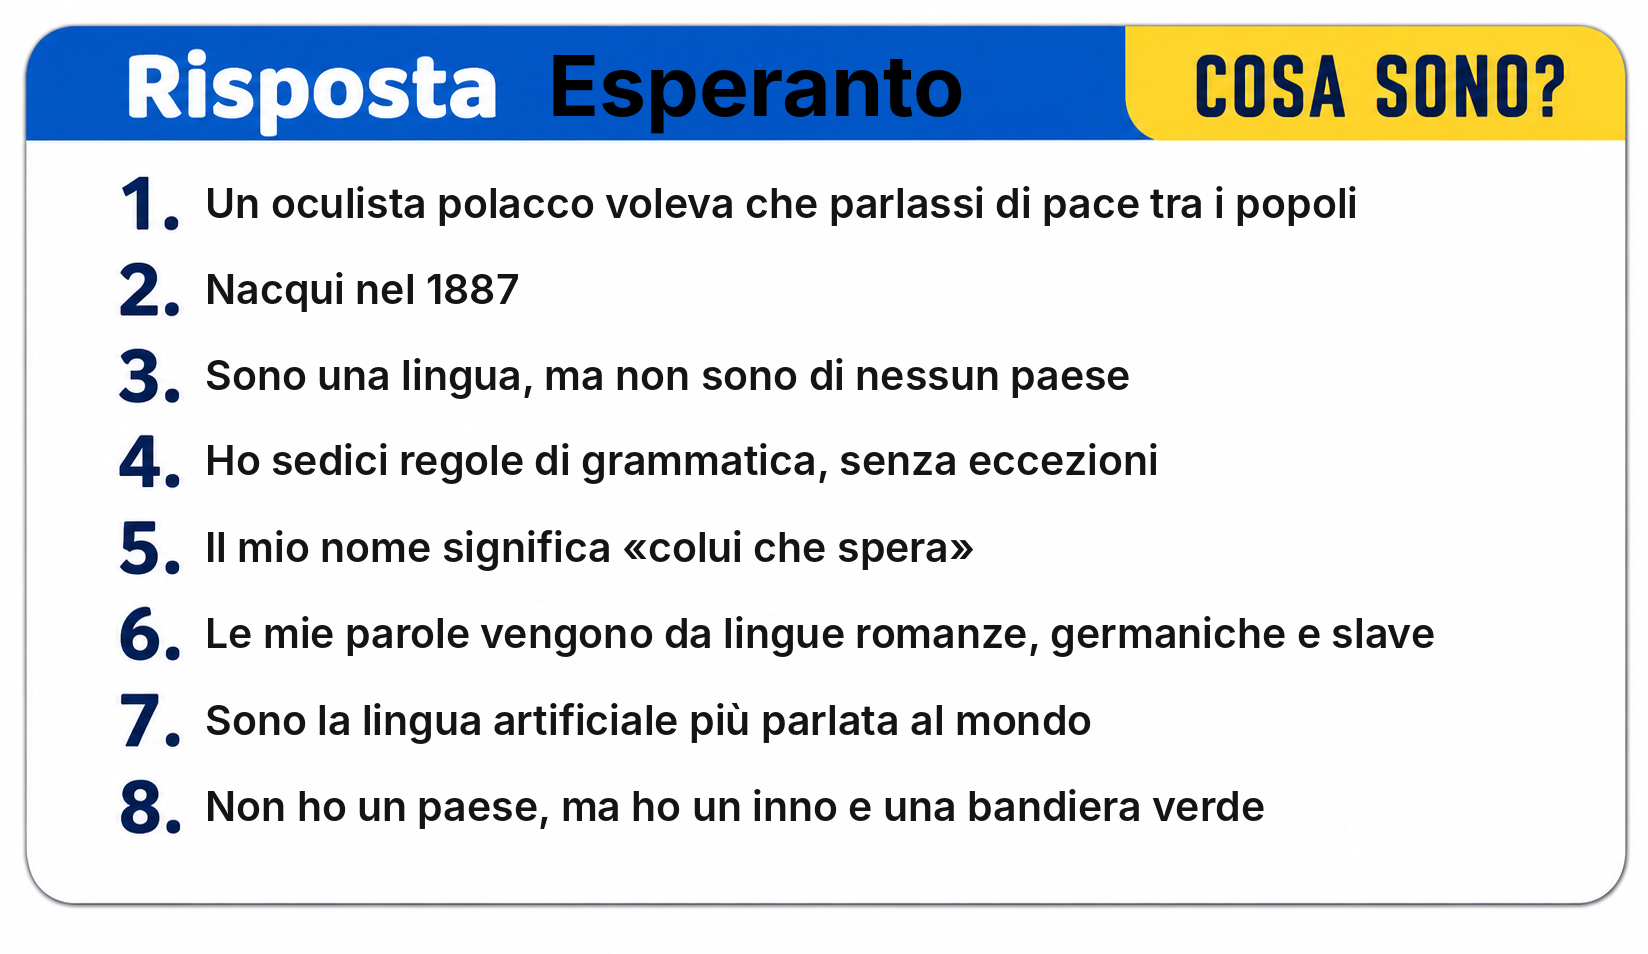 Risposta Esperanto COSA SONO?
1. Un oculista polacco voleva che parlassi di pace tra i popoli
2. Nacqui nel 1887
3. Sono una lingua, ma non sono di nessun paese
4. Ho sedici regole di grammatica, senza eccezioni
5. Il mio nome significa «colui che spera»
6. Le mie parole vengono da lingue romanze, germaniche e slave
7. Sono la lingua artificiale più parlata al mondo
8. Non ho un paese, ma ho un inno e una bandiera verde